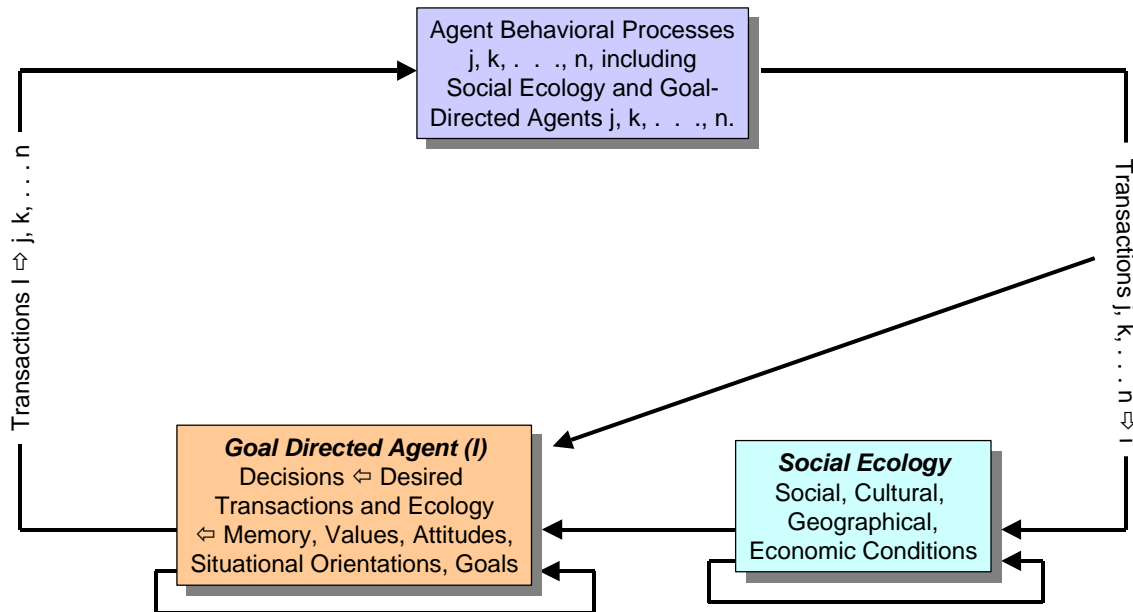 Agent Behavioral Processes
j, k, . . ., n, including
Social Ecology and Goal-
Directed Agents j, k, . . ., n.
Transactions I ⇨ j, k, . . . n
Transactions j, k, . . . n ⇨ I
Goal Directed Agent (I)
Decisions ⇦ Desired
Transactions and Ecology
⇦ Memory, Values, Attitudes,
Situational Orientations, Goals
Social Ecology
Social, Cultural,
Geographical,
Economic Conditions